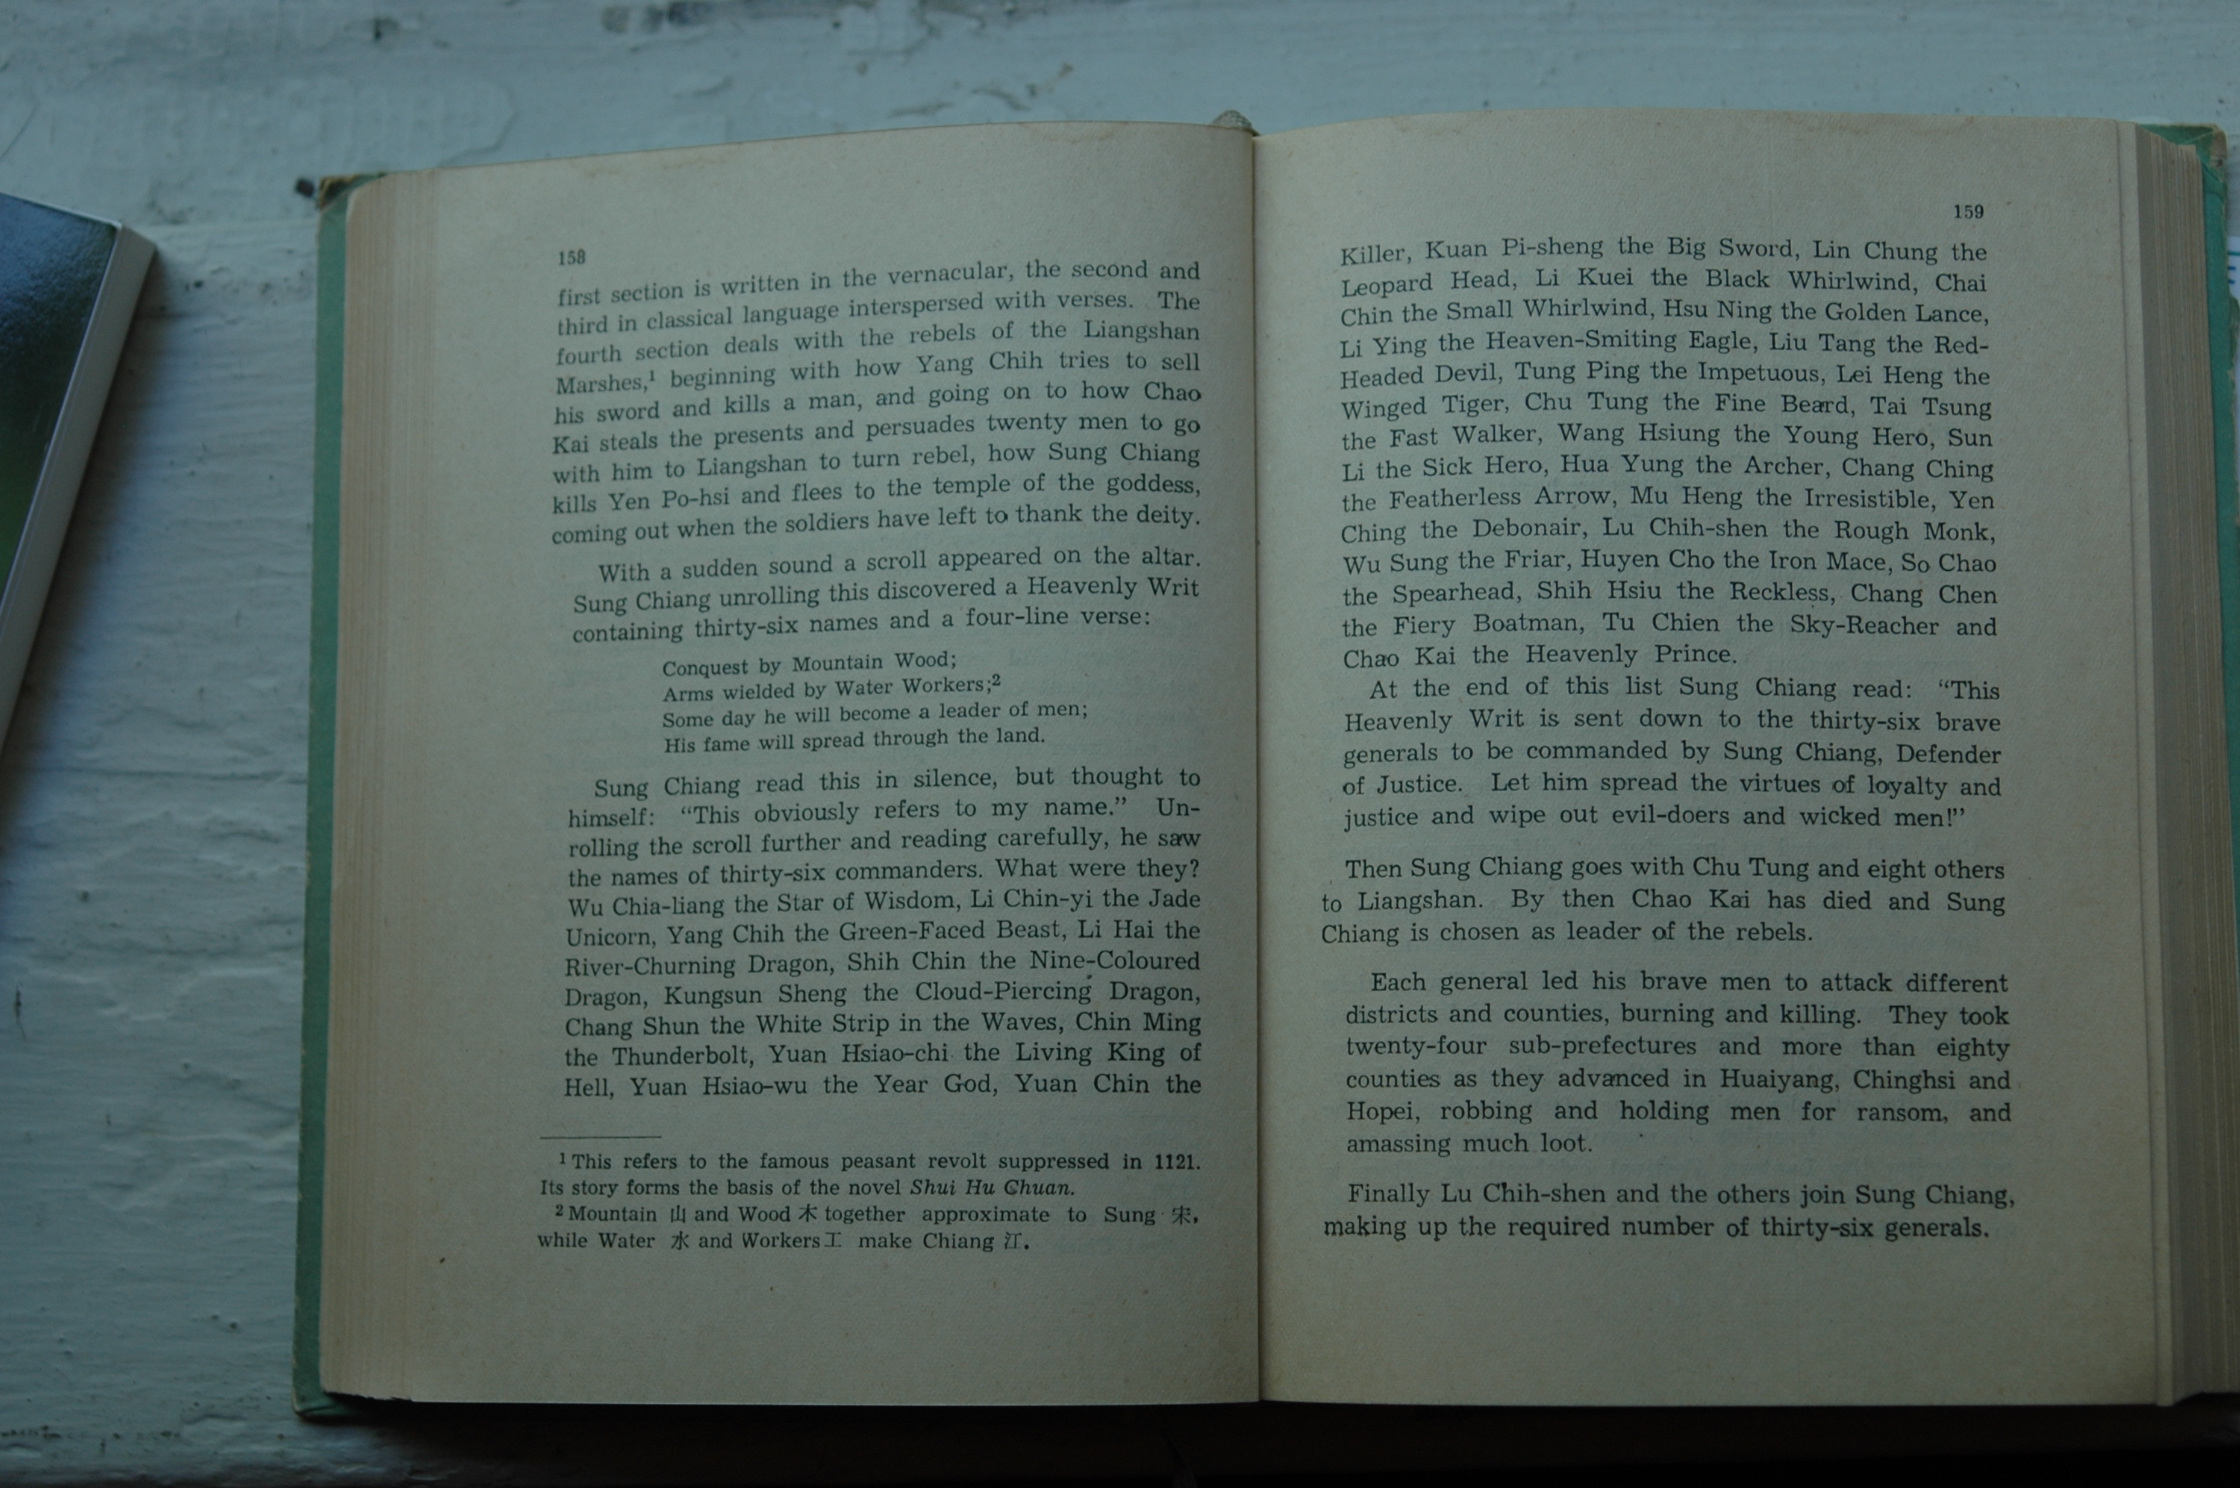 158
first section is written in the vernacular, the second and
third in classical language interspersed with verses. The
fourth section deals with the rebels of the Liangshan
Marshes,¹ beginning with how Yang Chih tries to sell
his sword and kills a man, and going on to how Chao
Kai steals the presents and persuades twenty men to go
with him to Liangshan to turn rebel, how Sung Chiang
kills Yen Po-hsi and flees to the temple of the goddess,
coming out when the soldiers have left to thank the deity.
With a sudden sound a scroll appeared on the altar.
Sung Chiang unrolling this discovered a Heavenly Writ
containing thirty-six names and a four-line verse:
Conquest by Mountain Wood;
Arms wielded by Water Workers;²
Some day he will become a leader of men;
His fame will spread through the land.
Sung Chiang read this in silence, but thought to
himself: “This obviously refers to my name.” Un-
rolling the scroll further and reading carefully, he saw
the names of thirty-six commanders. What were they?
Wu Chia-liang the Star of Wisdom, Li Chin-yi the Jade
Unicorn, Yang Chih the Green-Faced Beast, Li Hai the
River-Churning Dragon, Shih Chin the Nine-Coloured
Dragon, Kungsun Sheng the Cloud-Piercing Dragon,
Chang Shun the White Strip in the Waves, Chin Ming
the Thunderbolt, Yuan Hsiao-chi the Living King of
Hell, Yuan Hsiao-wu the Year God, Yuan Chin the
¹ This refers to the famous peasant revolt suppressed in 1121.
Its story forms the basis of the novel Shui Hu Chuan.
² Mountain 山 and Wood 木 together approximate to Sung 宋,
while Water 水 and Workers 工 make Chiang 江.
159
Killer, Kuan Pi-sheng the Big Sword, Lin Chung the
Leopard Head, Li Kuei the Black Whirlwind, Chai
Chin the Small Whirlwind, Hsu Ning the Golden Lance,
Li Ying the Heaven-Smiting Eagle, Liu Tang the Red-
Headed Devil, Tung Ping the Impetuous, Lei Heng the
Winged Tiger, Chu Tung the Fine Beard, Tai Tsung
the Fast Walker, Wang Hsiung the Young Hero, Sun
Li the Sick Hero, Hua Yung the Archer, Chang Ching
the Featherless Arrow, Mu Heng the Irresistible, Yen
Ching the Debonair, Lu Chih-shen the Rough Monk,
Wu Sung the Friar, Huyen Cho the Iron Mace, So Chao
the Spearhead, Shih Hsiu the Reckless, Chang Chen
the Fiery Boatman, Tu Chien the Sky-Reacher and
Chao Kai the Heavenly Prince.
At the end of this list Sung Chiang read: “This
Heavenly Writ is sent down to the thirty-six brave
generals to be commanded by Sung Chiang, Defender
of Justice. Let him spread the virtues of loyalty and
justice and wipe out evil-doers and wicked men!”
Then Sung Chiang goes with Chu Tung and eight others
to Liangshan. By then Chao Kai has died and Sung
Chiang is chosen as leader of the rebels.
Each general led his brave men to attack different
districts and counties, burning and killing. They took
twenty-four sub-prefectures and more than eighty
counties as they advanced in Huaiyang, Chinghsi and
Hopei, robbing and holding men for ransom, and
amassing much loot.
Finally Lu Chih-shen and the others join Sung Chiang,
making up the required number of thirty-six generals.